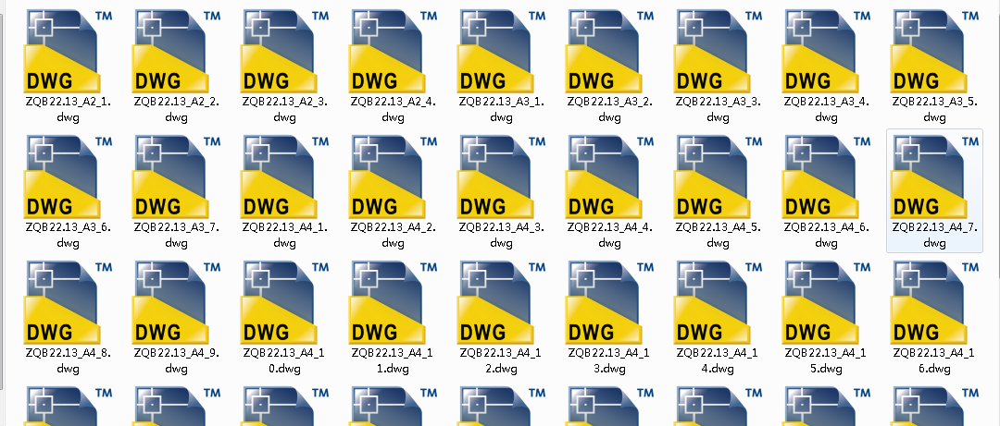 TM TM TM TM TM TM TM TM TM
DWG DWG DWG DWG DWG DWG DWG DWG DWG
ZQB22.13_A2_1. ZQB22.13_A2_2. ZQB22.13_A2_3. ZQB22.13_A2_4. ZQB22.13_A3_1. ZQB22.13_A3_2. ZQB22.13_A3_3. ZQB22.13_A3_4. ZQB22.13_A3_5.
dwg dwg dwg dwg dwg dwg dwg dwg dwg
TM TM TM TM TM TM TM TM TM
DWG DWG DWG DWG DWG DWG DWG DWG DWG
ZQB22.13_A3_6. ZQB22.13_A3_7. ZQB22.13_A4_1. ZQB22.13_A4_2. ZQB22.13_A4_3. ZQB22.13_A4_4. ZQB22.13_A4_5. ZQB22.13_A4_6. ZQB22.13_A4_7.
dwg dwg dwg dwg dwg dwg dwg dwg dwg
TM TM TM TM TM TM TM TM TM
DWG DWG DWG DWG DWG DWG DWG DWG DWG
ZQB22.13_A4_8. ZQB22.13_A4_9. ZQB22.13_A4_1 ZQB22.13_A4_1 ZQB22.13_A4_1 ZQB22.13_A4_1 ZQB22.13_A4_1 ZQB22.13_A4_1 ZQB22.13_A4_1
dwg dwg 0.dwg 1.dwg 2.dwg 3.dwg 4.dwg 5.dwg 6.dwg
TM TM TM TM TM TM TM TM TM